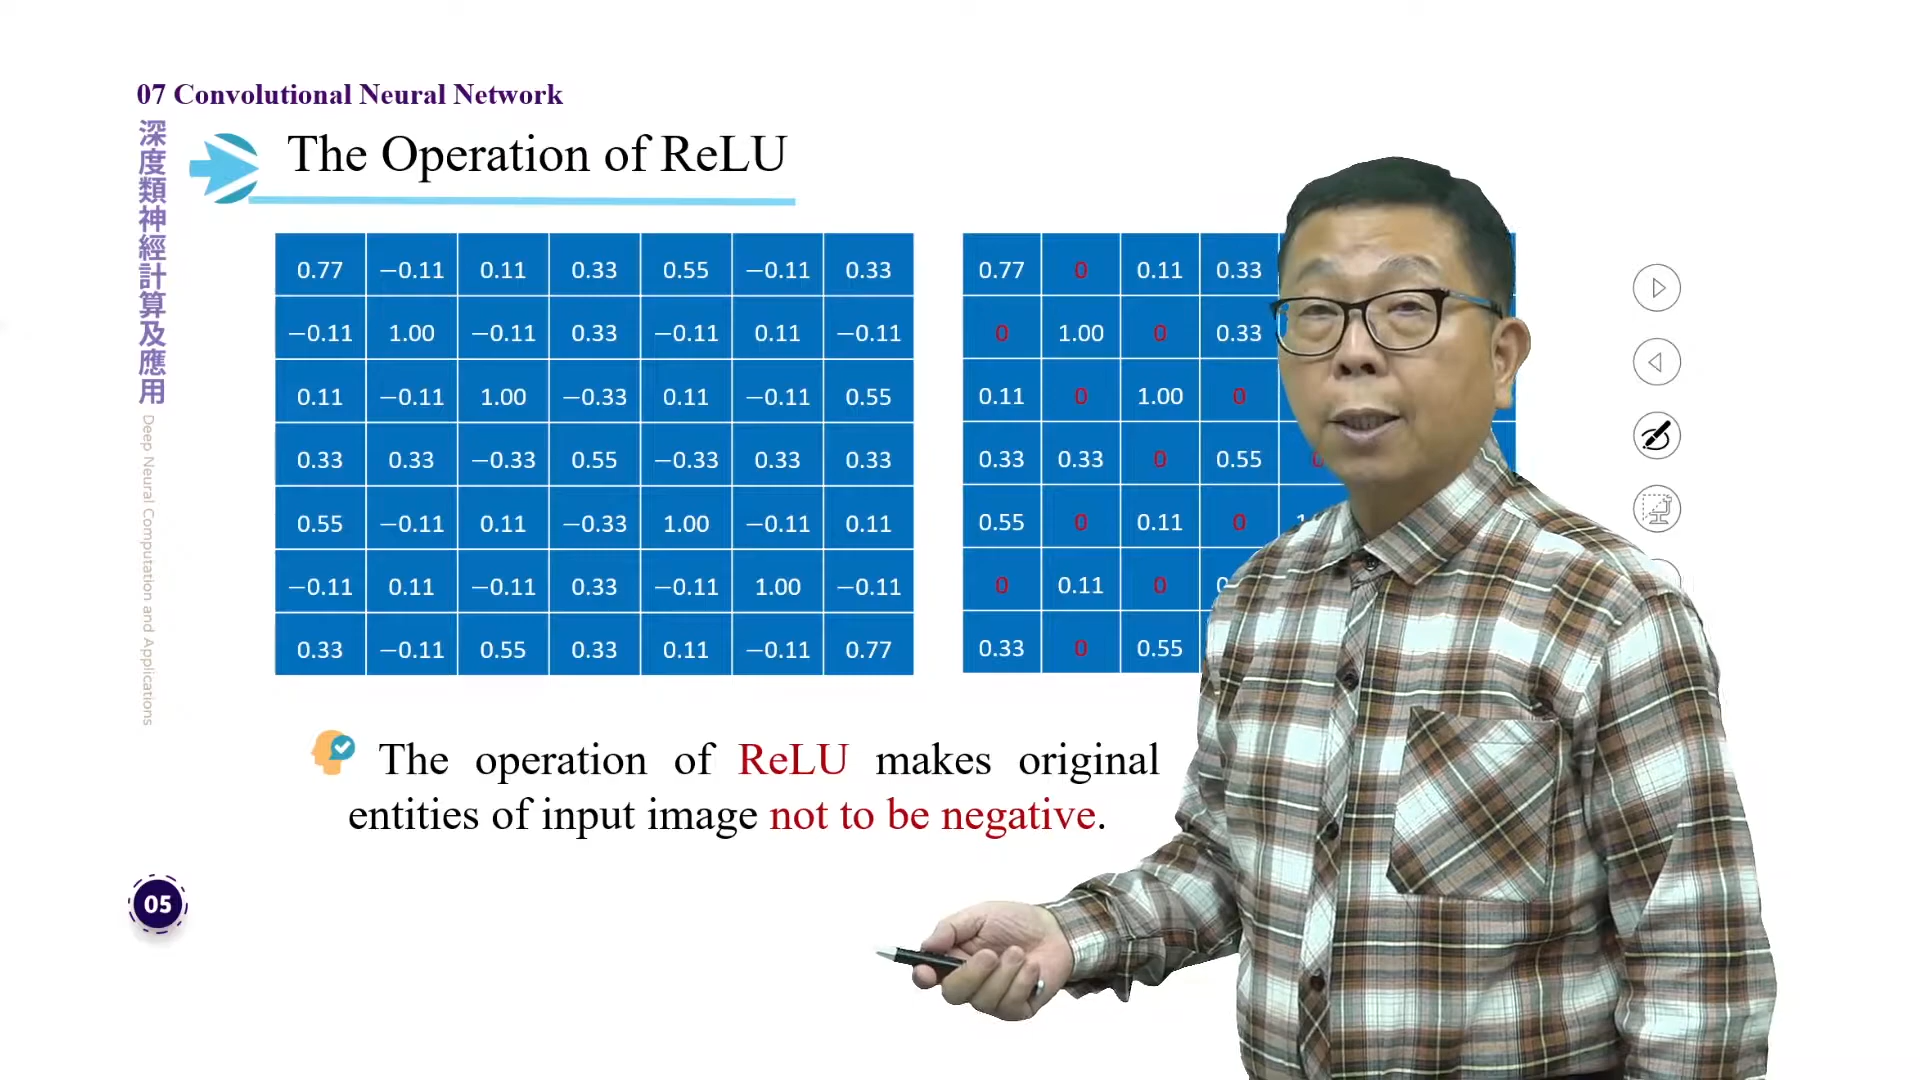 07 Convolutional Neural Network
深度類神經計算及應用
Deep Neural Computation and Applications
The Operation of ReLU
0.77 −0.11 0.11 0.33 0.55 −0.11 0.33
−0.11 1.00 −0.11 0.33 −0.11 0.11 −0.11
0.11 −0.11 1.00 −0.33 0.11 −0.11 0.55
0.33 0.33 −0.33 0.55 −0.33 0.33 0.33
0.55 −0.11 0.11 −0.33 1.00 −0.11 0.11
−0.11 0.11 −0.11 0.33 −0.11 1.00 −0.11
0.33 −0.11 0.55 0.33 0.11 −0.11 0.77
0.77 0 0.11 0.33
0 1.00 0 0.33
0.11 0 1.00 0
0.33 0.33 0 0.55
0.55 0 0.11 0
0 0.11 0
0.33 0 0.55
The operation of ReLU makes original
entities of input image not to be negative.
05